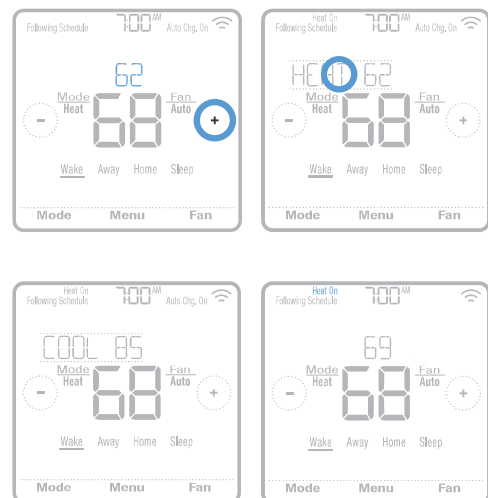 Following Schedule 7:00 AM Auto Chg, On
62
Mode Fan
Heat 68 Auto
- +
Wake Away Home Sleep
Mode Menu Fan
Heat On
Following Schedule 7:00 AM Auto Chg, On
HEAT 62
Mode Fan
Heat 68 Auto
- +
Wake Away Home Sleep
Mode Menu Fan
Heat On
Following Schedule 7:00 AM Auto Chg, On
COOL 85
Mode Fan
Heat 68 Auto
- +
Wake Away Home Sleep
Mode Menu Fan
Heat On
Following Schedule 7:00 AM
69
Mode Fan
Heat 68 Auto
- +
Wake Away Home Sleep
Mode Menu Fan